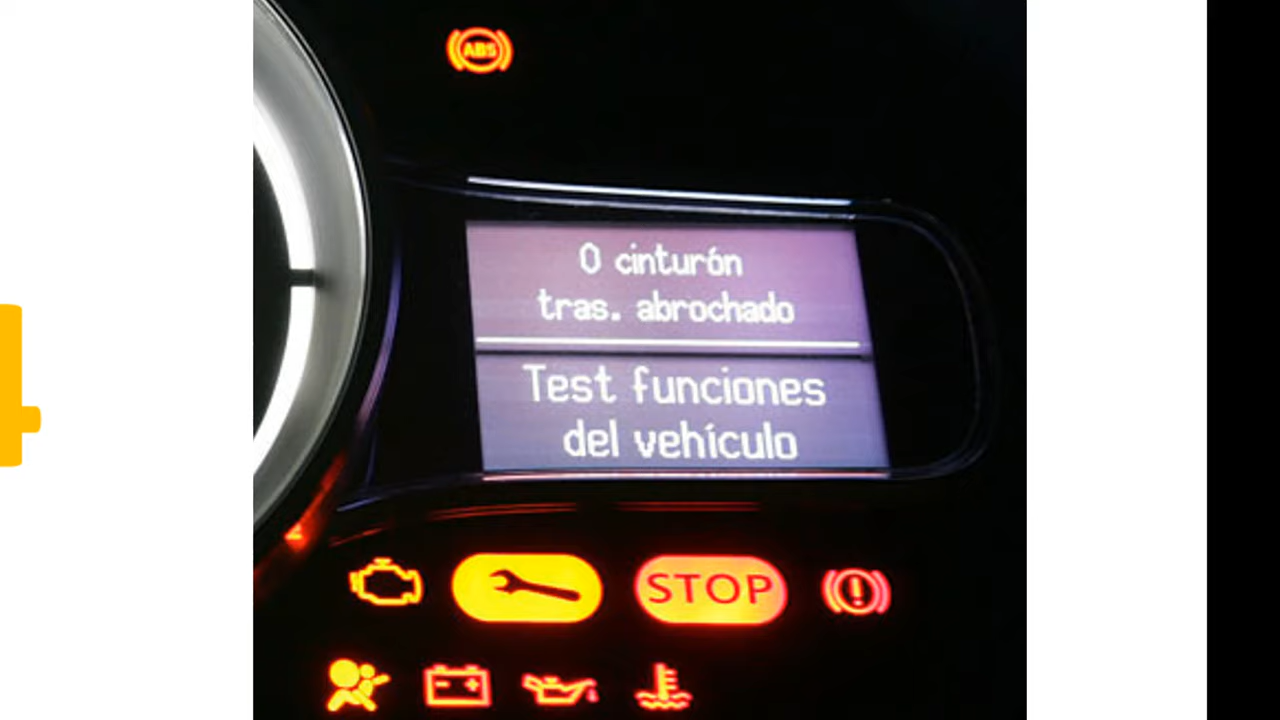 ABS
0 cinturón
tras. abrochado
Test funciones
del vehículo
STOP